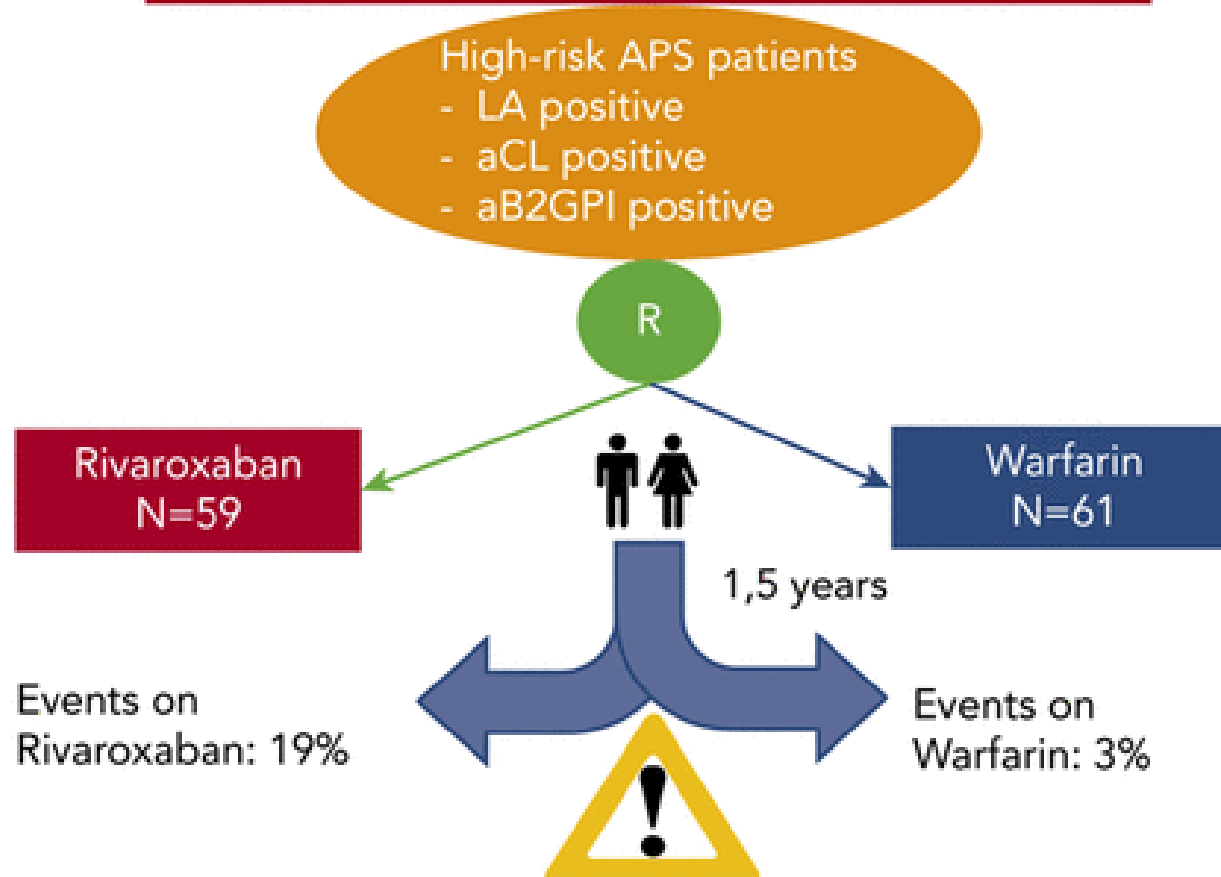 High-risk APS patients
- LA positive
- aCL positive
- aB2GPI positive
R
Rivaroxaban
N=59
Warfarin
N=61
1,5 years
Events on
Rivaroxaban: 19%
Events on
Warfarin: 3%
!